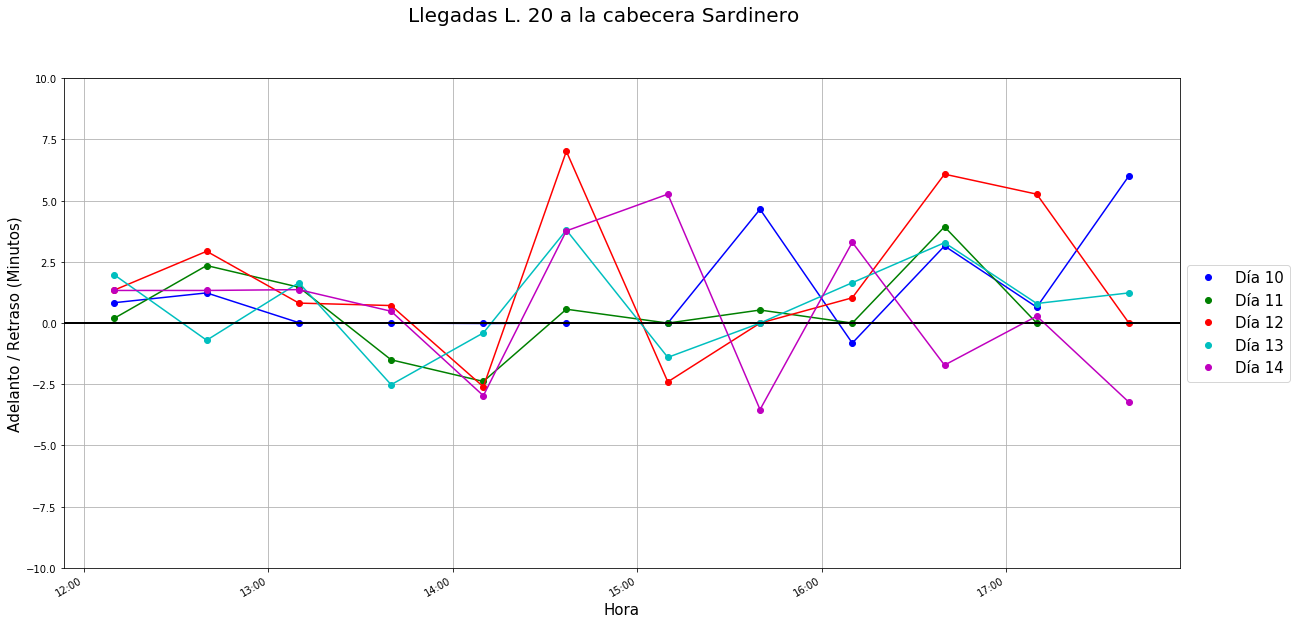 Llegadas L. 20 a la cabecera Sardinero
Adelanto / Retraso (Minutos)
10.0
7.5
5.0
2.5
0.0
−2.5
−5.0
−7.5
−10.0
12:00
13:00
14:00
15:00
16:00
17:00
Hora
Día 10
Día 11
Día 12
Día 13
Día 14